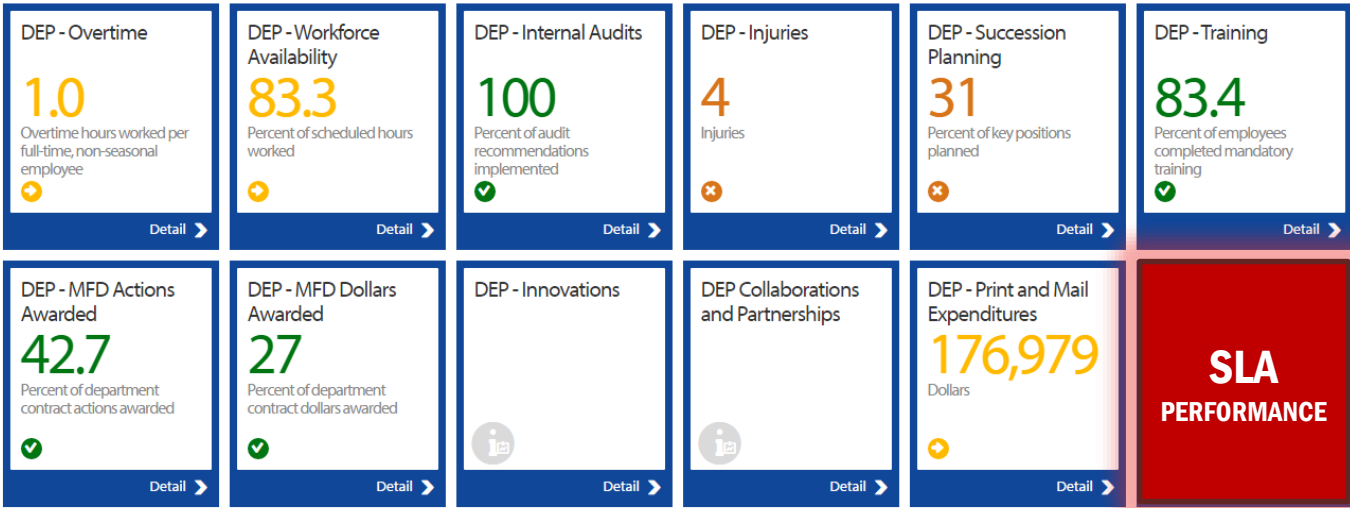 DEP - Overtime
1.0
Overtime hours worked per
full-time, non-seasonal
employee
Detail
DEP - Workforce
Availability
83.3
Percent of scheduled hours
worked
Detail
DEP - Internal Audits
100
Percent of audit
recommendations
implemented
Detail
DEP - Injuries
4
Injuries
Detail
DEP - Succession
Planning
31
Percent of key positions
planned
Detail
DEP - Training
83.4
Percent of employees
completed mandatory
training
Detail
DEP - MFD Actions
Awarded
42.7
Percent of department
contract actions awarded
Detail
DEP - MFD Dollars
Awarded
27
Percent of department
contract dollars awarded
Detail
DEP - Innovations
Detail
DEP Collaborations
and Partnerships
Detail
DEP - Print and Mail
Expenditures
176,979
Dollars
Detail
SLA
PERFORMANCE